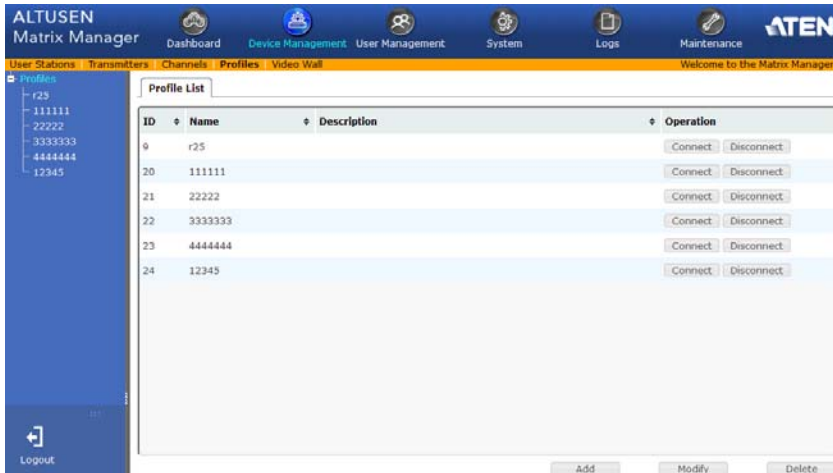 ALTUSEN
Matrix Manager
Dashboard
Device Management
User Management
System
Logs
Maintenance
ATEN
User Stations Transmitters Channels Profiles Video Wall
Welcome to the Matrix Manager
Profiles
r25
111111
22222
3333333
4444444
12345
Logout
Profile List
ID Name Description Operation
9 r25 Connect Disconnect
20 111111 Connect Disconnect
21 22222 Connect Disconnect
22 3333333 Connect Disconnect
23 4444444 Connect Disconnect
24 12345 Connect Disconnect
Add Modify Delete